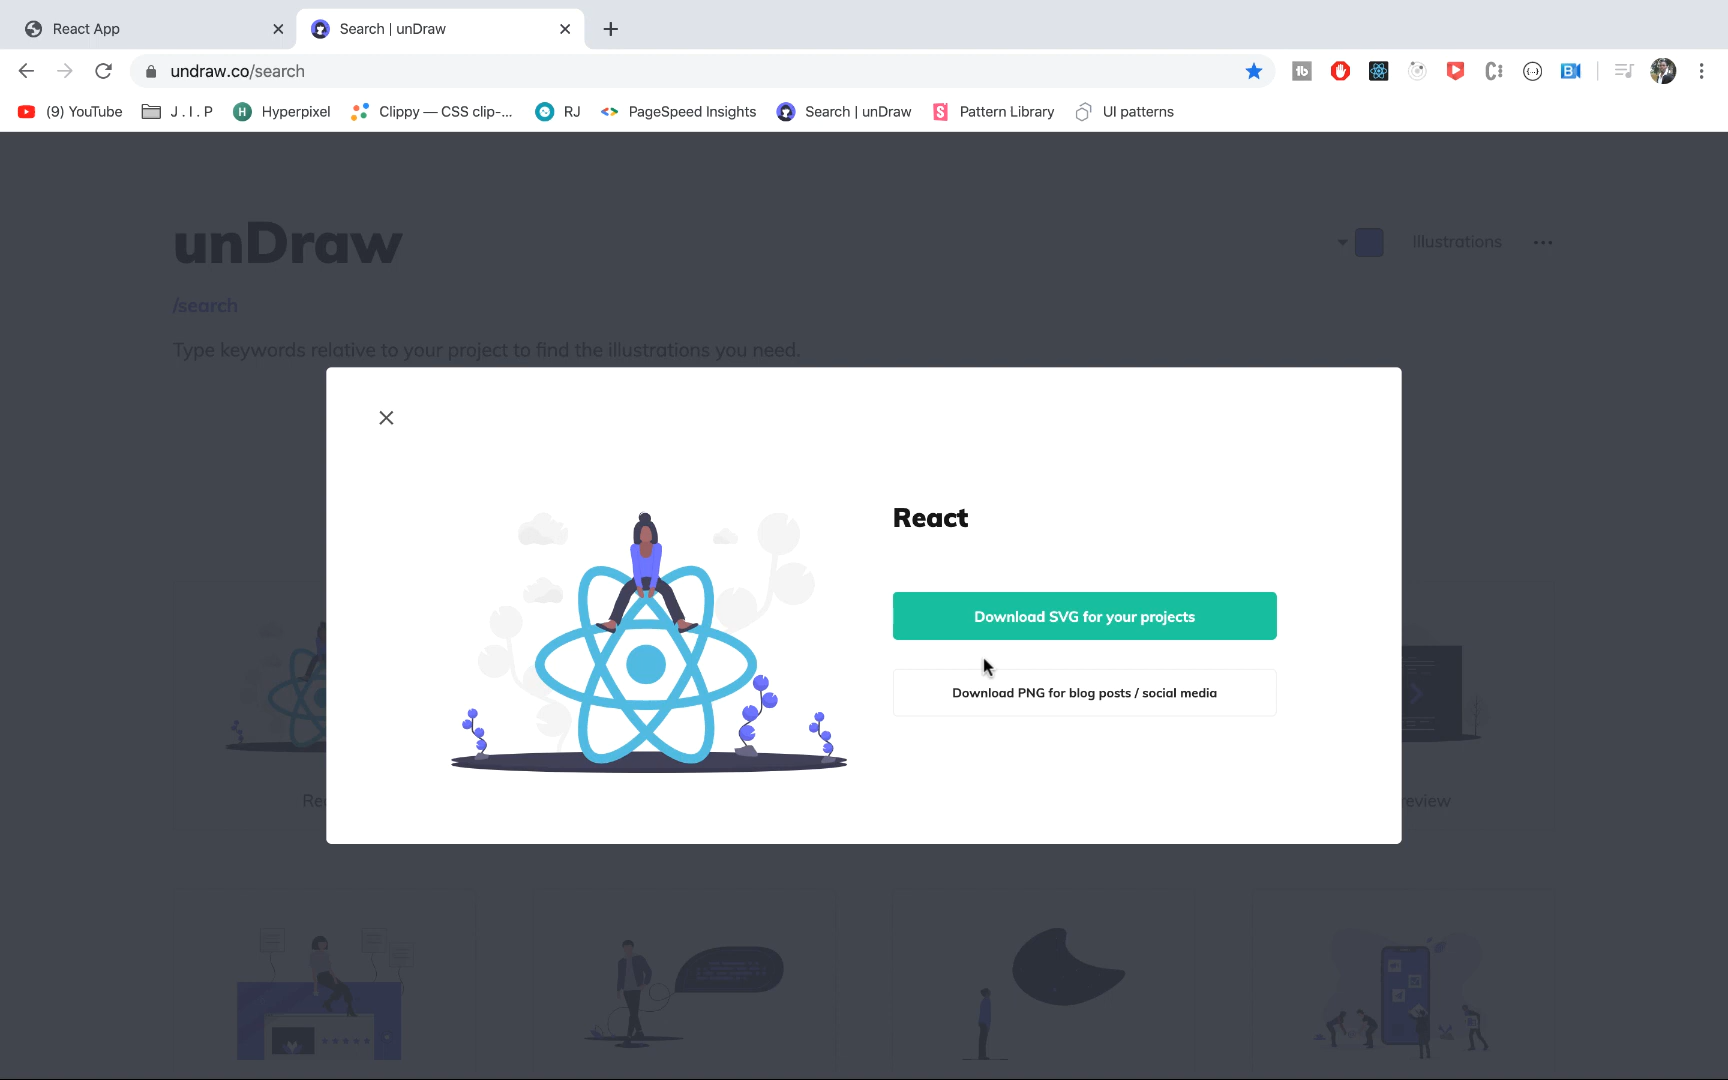 React App
Search | unDraw
undraw.co/search
(9) YouTube
J . I . P
Hyperpixel
Clippy — CSS clip-...
RJ
PageSpeed Insights
Search | unDraw
Pattern Library
UI patterns
unDraw
Illustrations
/search
Type keywords relative to your project to find the illustrations you need.
React
Download SVG for your projects
Download PNG for blog posts / social media